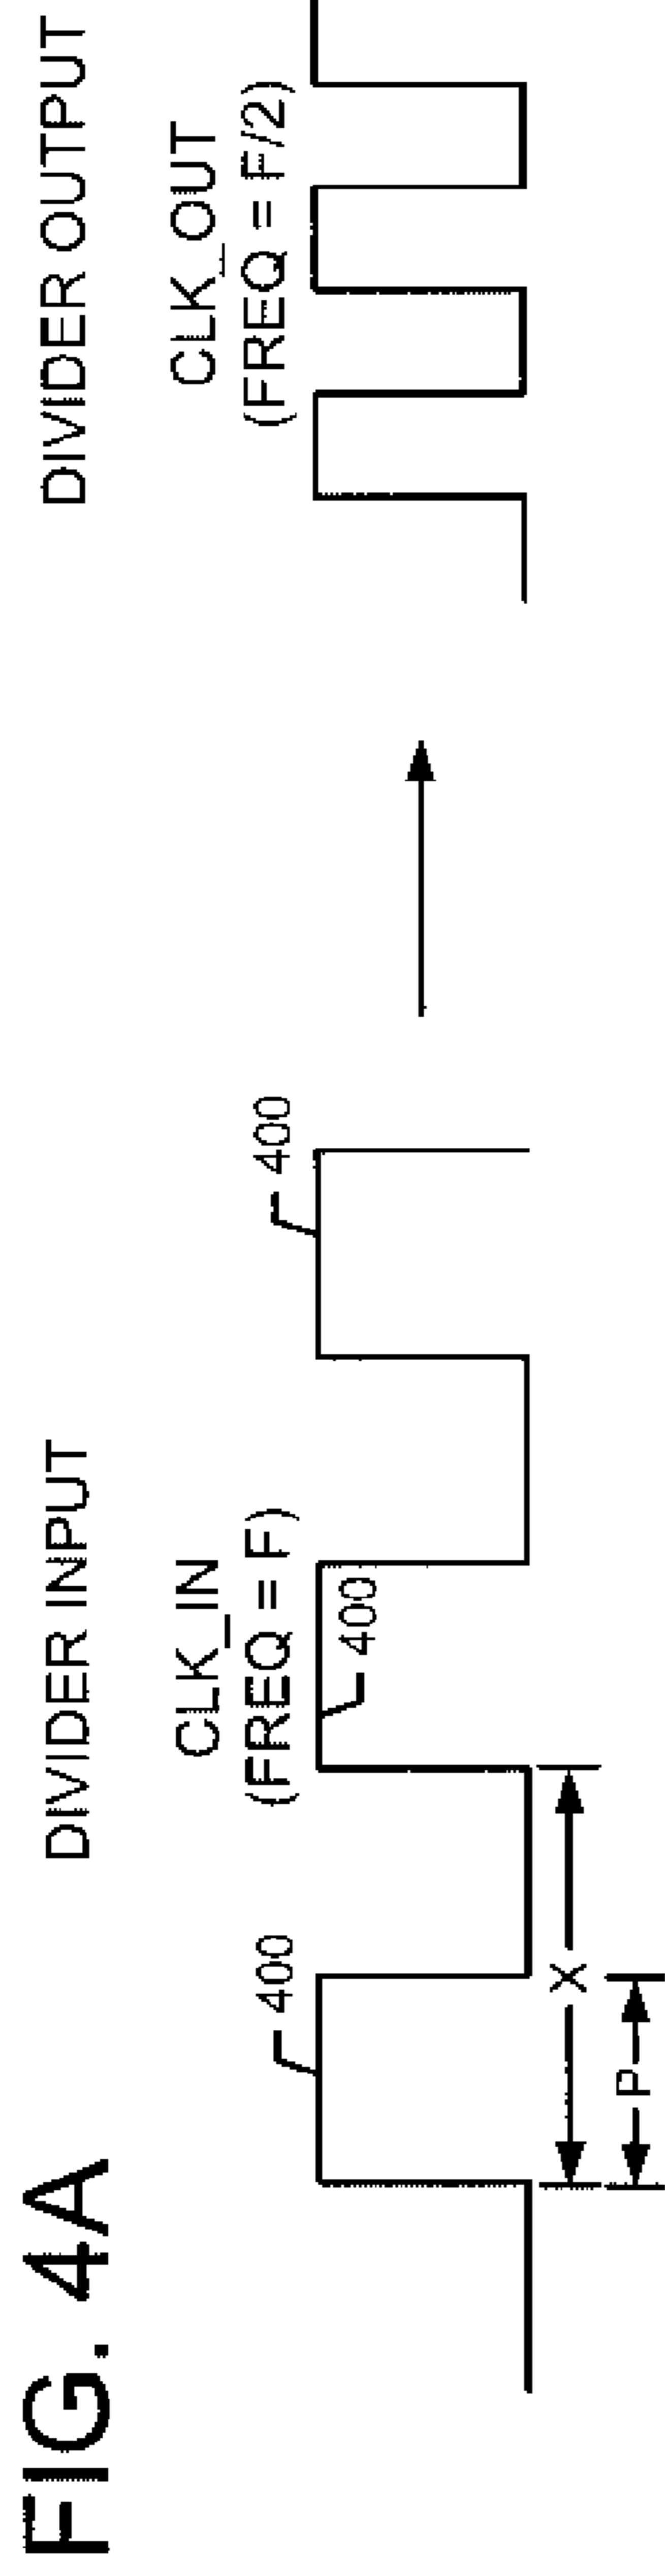 FIG. 4A
DIVIDER INPUT
DIVIDER OUTPUT
CLK_IN
(FREQ = F)
CLK_OUT
(FREQ = F/2)
400
400
400
X
P